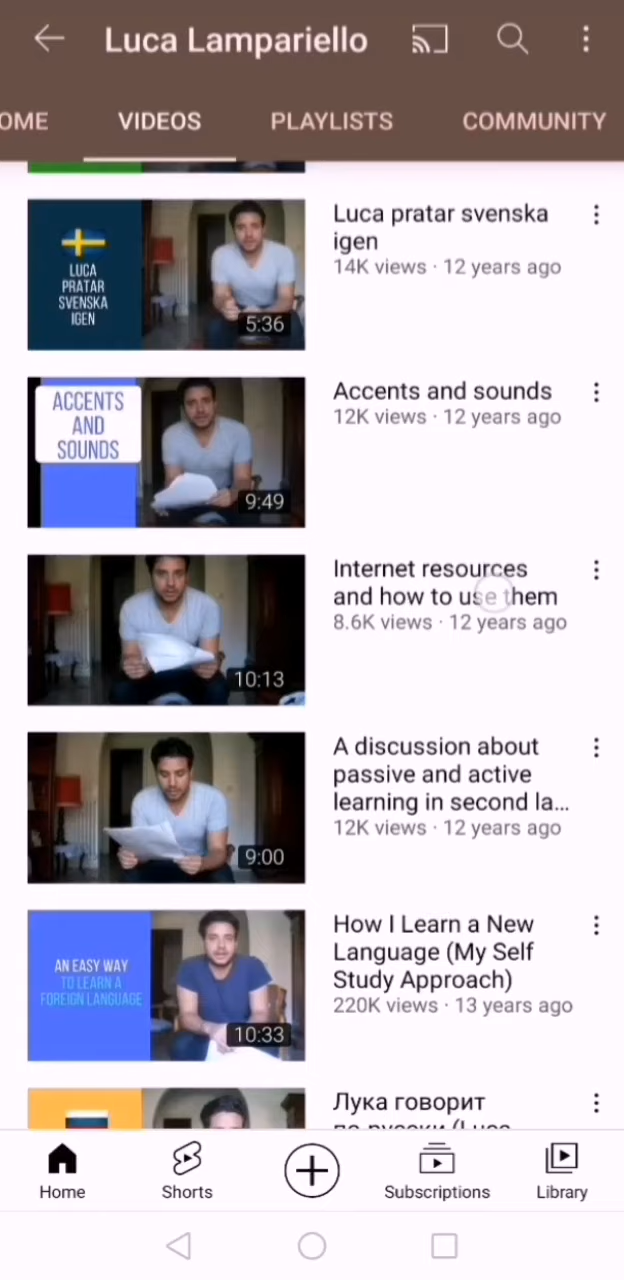 Luca Lampariello
OME VIDEOS PLAYLISTS COMMUNITY
LUCA
PRATAR
SVENSKA
IGEN
5:36
Luca pratar svenska
igen
14K views · 12 years ago
ACCENTS
AND
SOUNDS
9:49
Accents and sounds
12K views · 12 years ago
10:13
Internet resources
and how to use them
8.6K views · 12 years ago
9:00
A discussion about
passive and active
learning in second la...
12K views · 12 years ago
AN EASY WAY
TO LEARN A
FOREIGN LANGUAGE
10:33
How I Learn a New
Language (My Self
Study Approach)
220K views · 13 years ago
Лука говорит
по-русски (Luca
Home Shorts Subscriptions Library